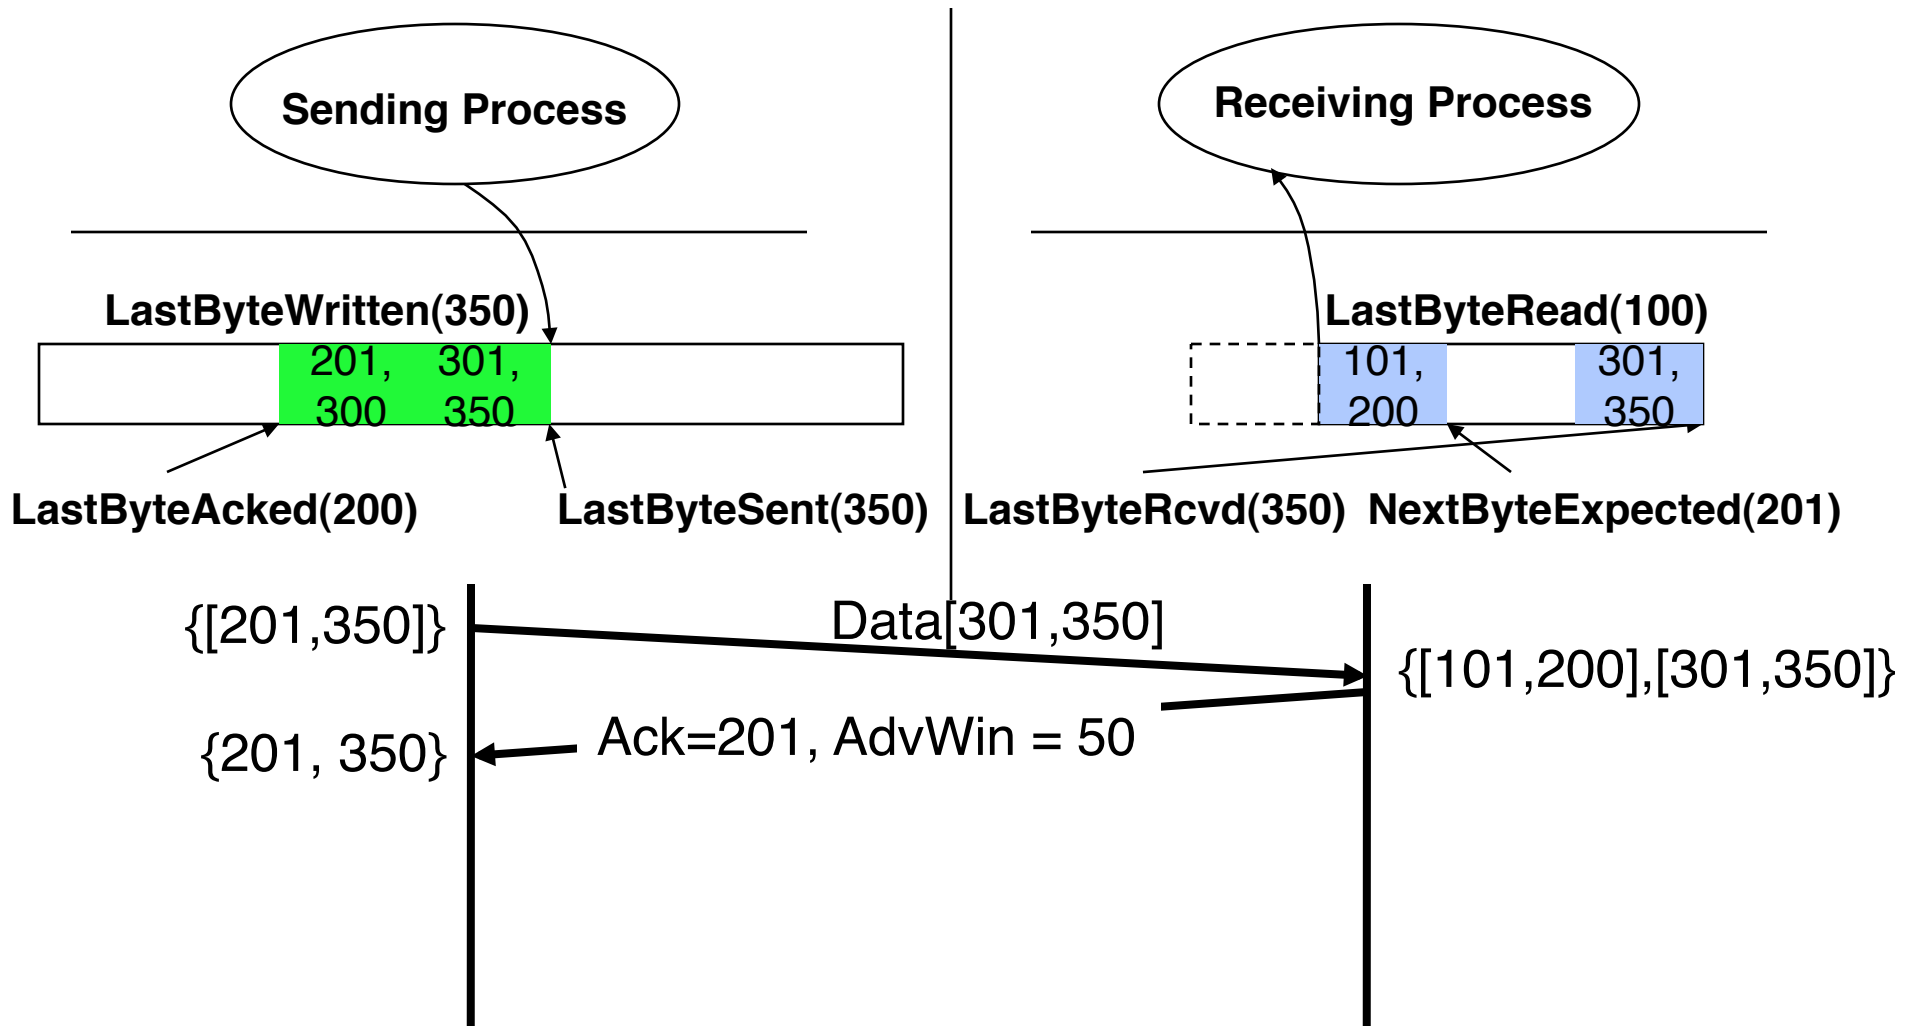 Sending Process
Receiving Process
LastByteWritten(350)
LastByteRead(100)
201, 301,
300 350
101, 301,
200 350
LastByteAcked(200)
LastByteSent(350)
LastByteRcvd(350)
NextByteExpected(201)
{[201,350]}
Data[301,350]
{[101,200],[301,350]}
Ack=201, AdvWin = 50
{201, 350}